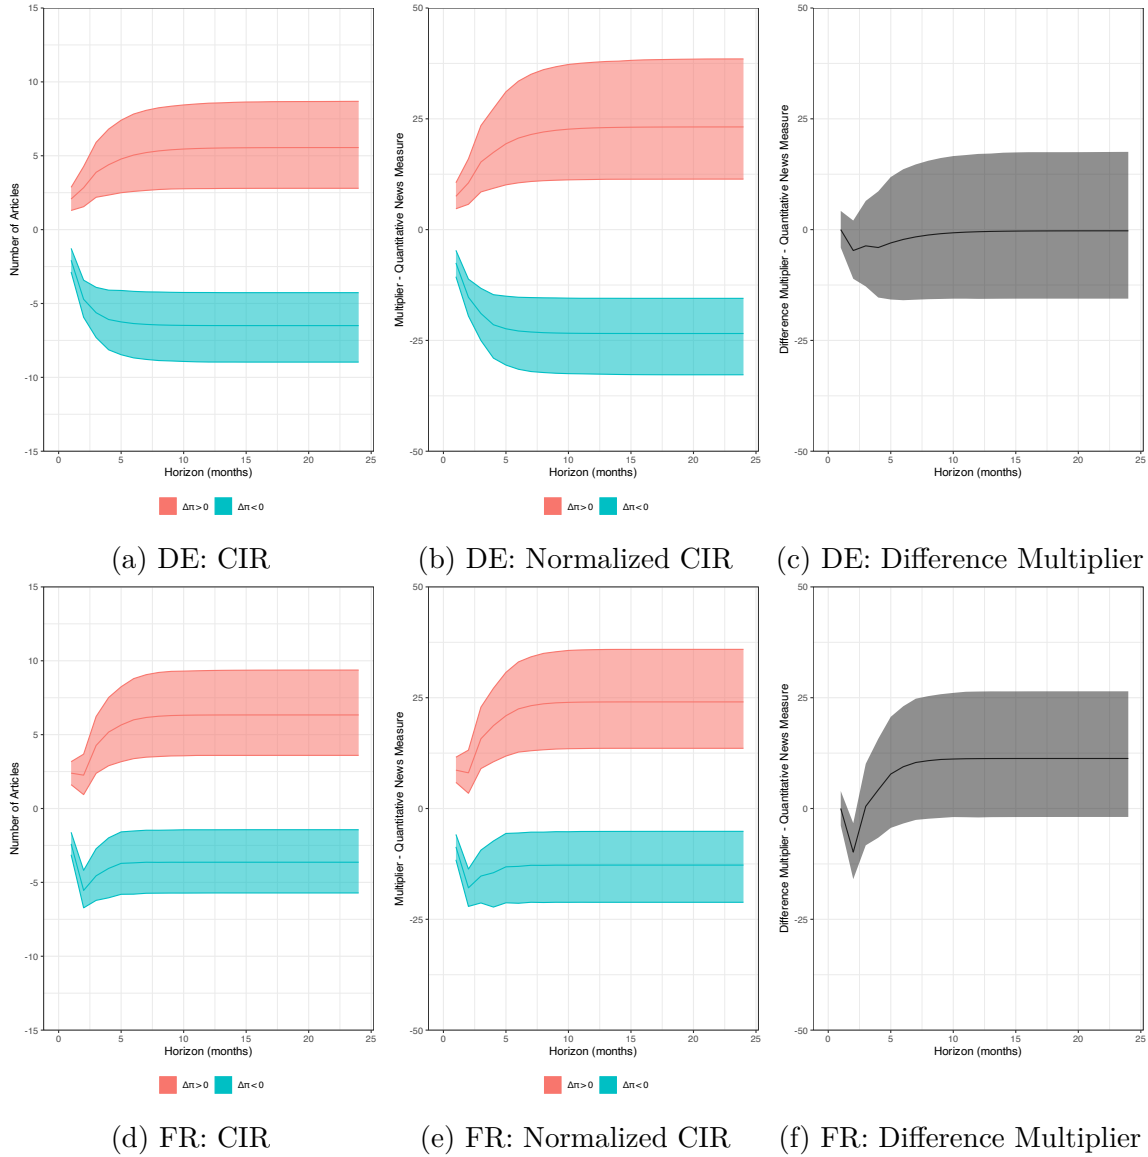 15
10
5
0
-5
-10
-15
Number of Articles
0 5 10 15 20 25
Horizon (months)
Δπ>0 Δπ<0
(a) DE: CIR
50
25
0
-25
-50
Multiplier - Quantitative News Measure
0 5 10 15 20 25
Horizon (months)
Δπ>0 Δπ<0
(b) DE: Normalized CIR
50
25
0
-25
-50
Difference Multiplier - Quantitative News Measure
0 5 10 15 20 25
Horizon (months)
(c) DE: Difference Multiplier
15
10
5
0
-5
-10
-15
Number of Articles
0 5 10 15 20 25
Horizon (months)
Δπ>0 Δπ<0
(d) FR: CIR
50
25
0
-25
-50
Multiplier - Quantitative News Measure
0 5 10 15 20 25
Horizon (months)
Δπ>0 Δπ<0
(e) FR: Normalized CIR
50
25
0
-25
-50
Difference Multiplier - Quantitative News Measure
0 5 10 15 20 25
Horizon (months)
(f) FR: Difference Multiplier